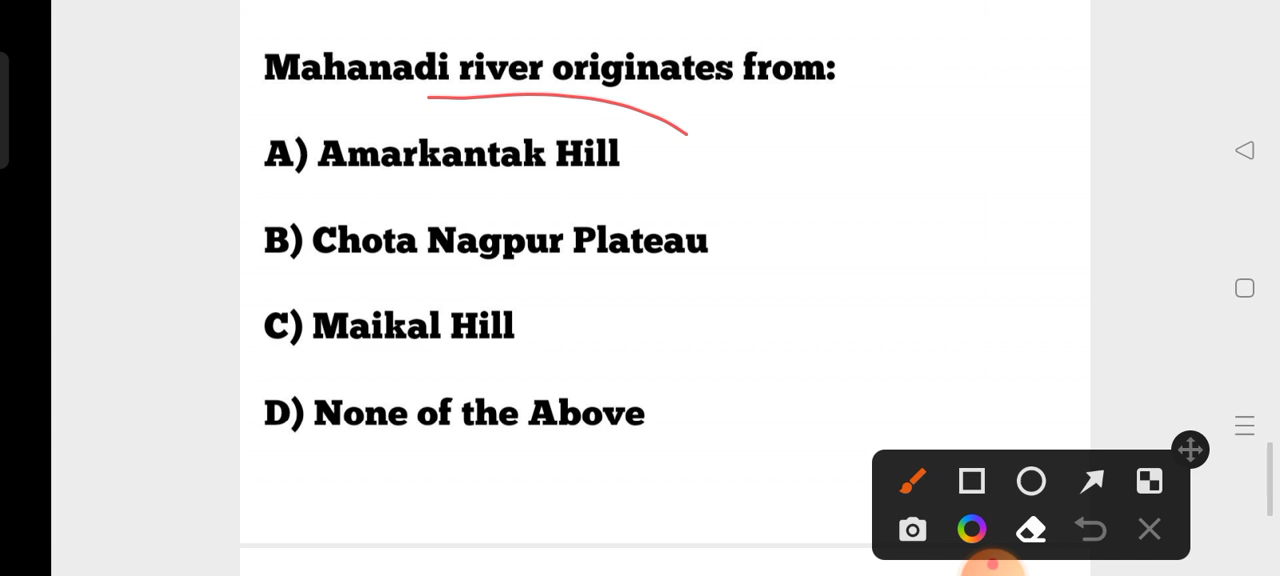 Mahanadi river originates from:
A) Amarkantak Hill
B) Chota Nagpur Plateau
C) Maikal Hill
D) None of the Above